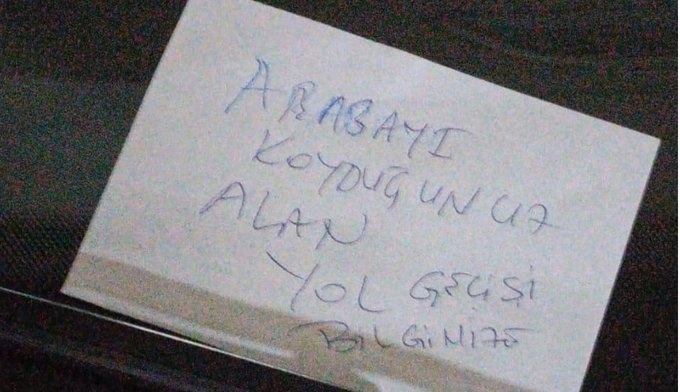 ARABAYI
KOYDUĞUNUZ
ALAN
YOL GEÇİŞİ
BİLGİNİZE